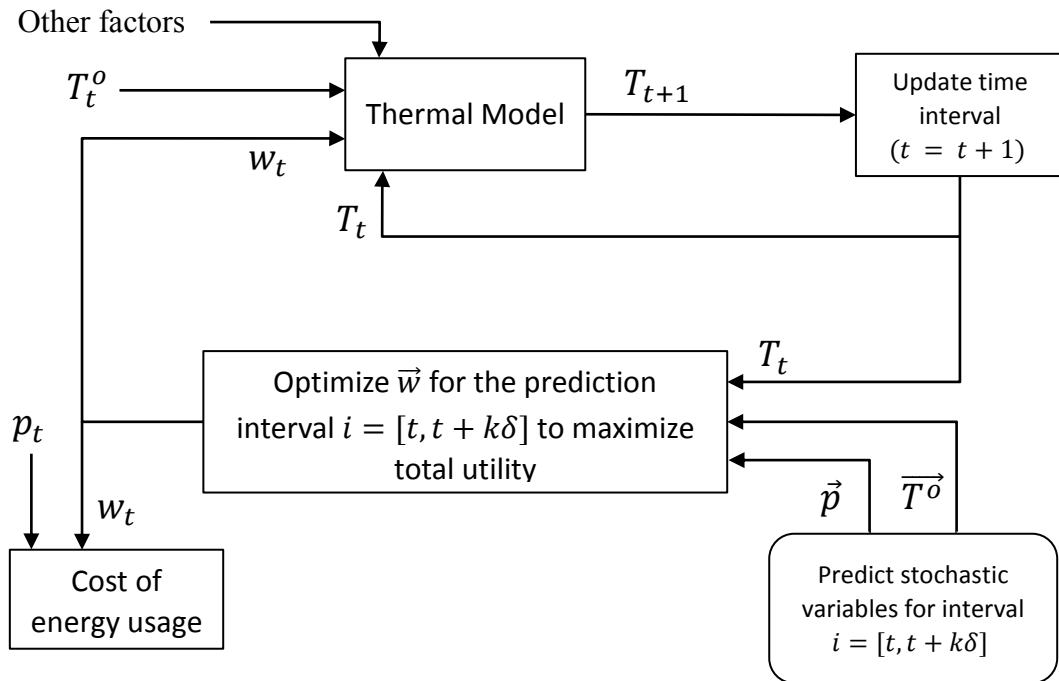 Other factors
T_t^o
w_t
Thermal Model
T_{t+1}
Update time
interval
(t = t + 1)
T_t
T_t
Optimize \vec{w} for the prediction
interval i = [t, t + kδ] to maximize
total utility
p_t
w_t
\vec{p}
\overrightarrow{T^o}
Cost of
energy usage
Predict stochastic
variables for interval
i = [t, t + kδ]